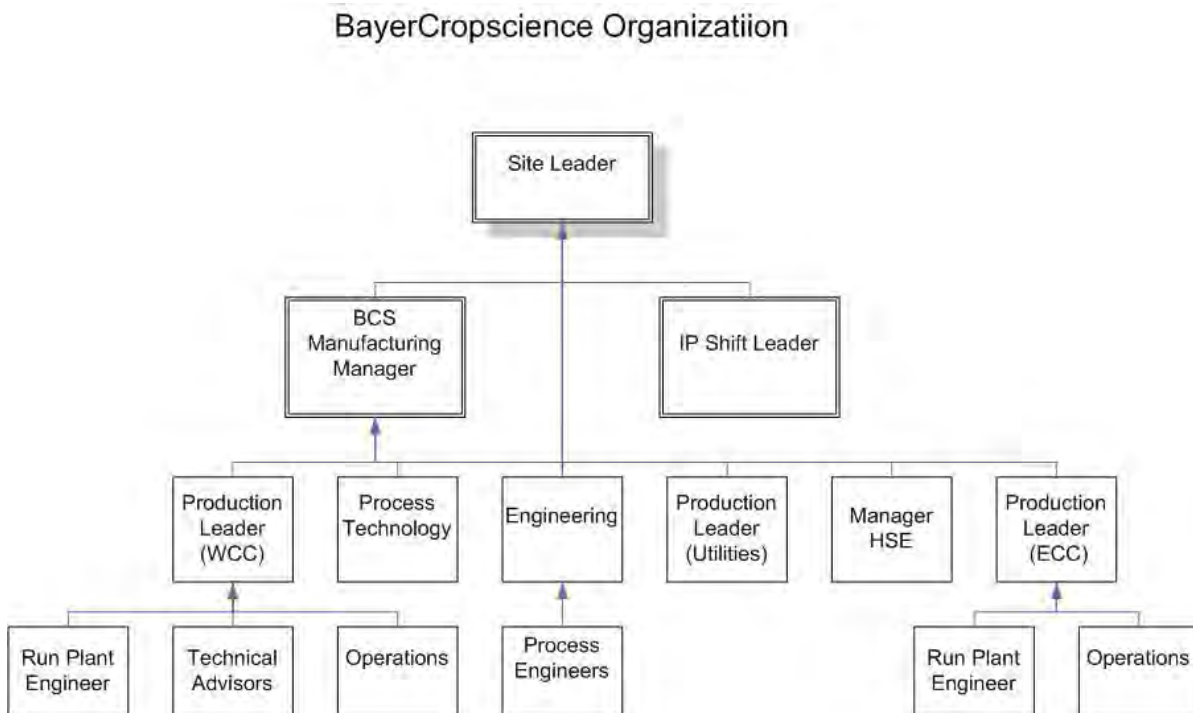 BayerCropscience Organizatiion
Site Leader
BCS
Manufacturing
Manager
IP Shift Leader
Production
Leader
(WCC)
Process
Technology
Engineering
Production
Leader
(Utilities)
Manager
HSE
Production
Leader
(ECC)
Run Plant
Engineer
Technical
Advisors
Operations
Process
Engineers
Run Plant
Engineer
Operations